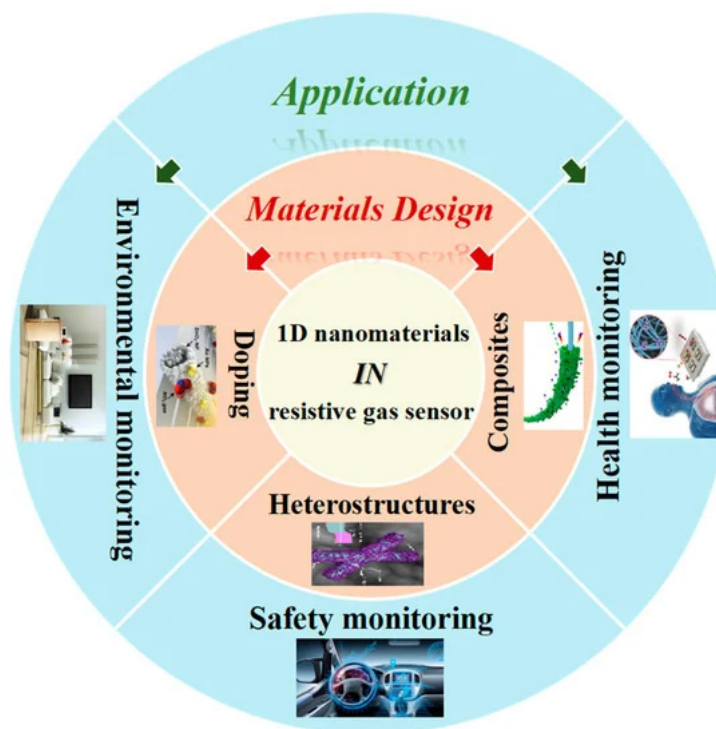 Application
Materials Design
1D nanomaterials
IN
resistive gas sensor
Environmental monitoring
Doping
Composites
Health monitoring
Heterostructures
Safety monitoring